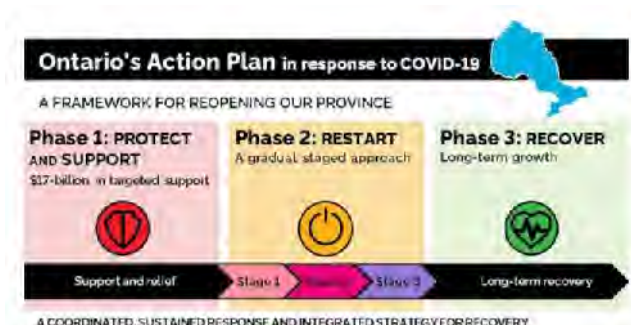 Ontario's Action Plan in response to COVID-19
A FRAMEWORK FOR REOPENING OUR PROVINCE
Phase 1: PROTECT
AND SUPPORT
$17-billion in targeted support
Phase 2: RESTART
A gradual staged approach
Phase 3: RECOVER
Long-term growth
Support and relief
Stage 1
Stage 3
Long-term recovery
A COORDINATED, SUSTAINED RESPONSE AND INTEGRATED STRATEGY FOR RECOVERY